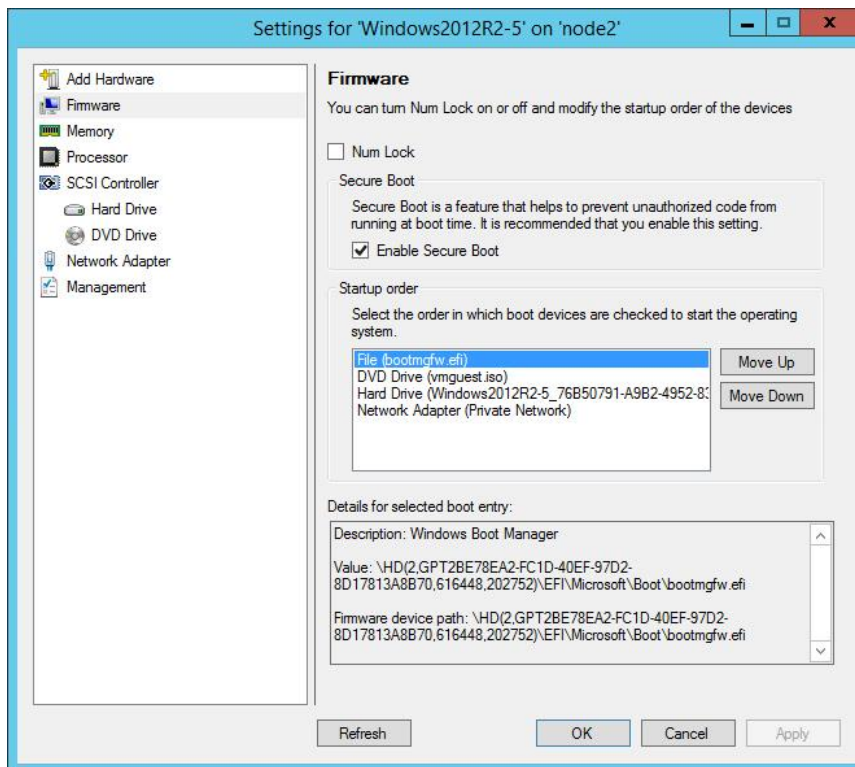 Settings for 'Windows2012R2-5' on 'node2'
Add Hardware
Firmware
Memory
Processor
SCSI Controller
Hard Drive
DVD Drive
Network Adapter
Management
Firmware
You can turn Num Lock on or off and modify the startup order of the devices
Num Lock
Secure Boot
Secure Boot is a feature that helps to prevent unauthorized code from
running at boot time. It is recommended that you enable this setting.
Enable Secure Boot
Startup order
Select the order in which boot devices are checked to start the operating
system.
File (bootmgfw.efi)
DVD Drive (vmguest.iso)
Hard Drive (Windows2012R2-5_76B50791-A9B2-4952-83
Network Adapter (Private Network)
Move Up
Move Down
Details for selected boot entry:
Description: Windows Boot Manager
Value: \HD(2,GPT2BE78EA2-FC1D-40EF-97D2-
8D17813A8B70,616448,202752)\EFI\Microsoft\Boot\bootmgfw.efi
Firmware device path: \HD(2,GPT2BE78EA2-FC1D-40EF-97D2-
8D17813A8B70,616448,202752)\EFI\Microsoft\Boot\bootmgfw.efi
Refresh
OK
Cancel
Apply